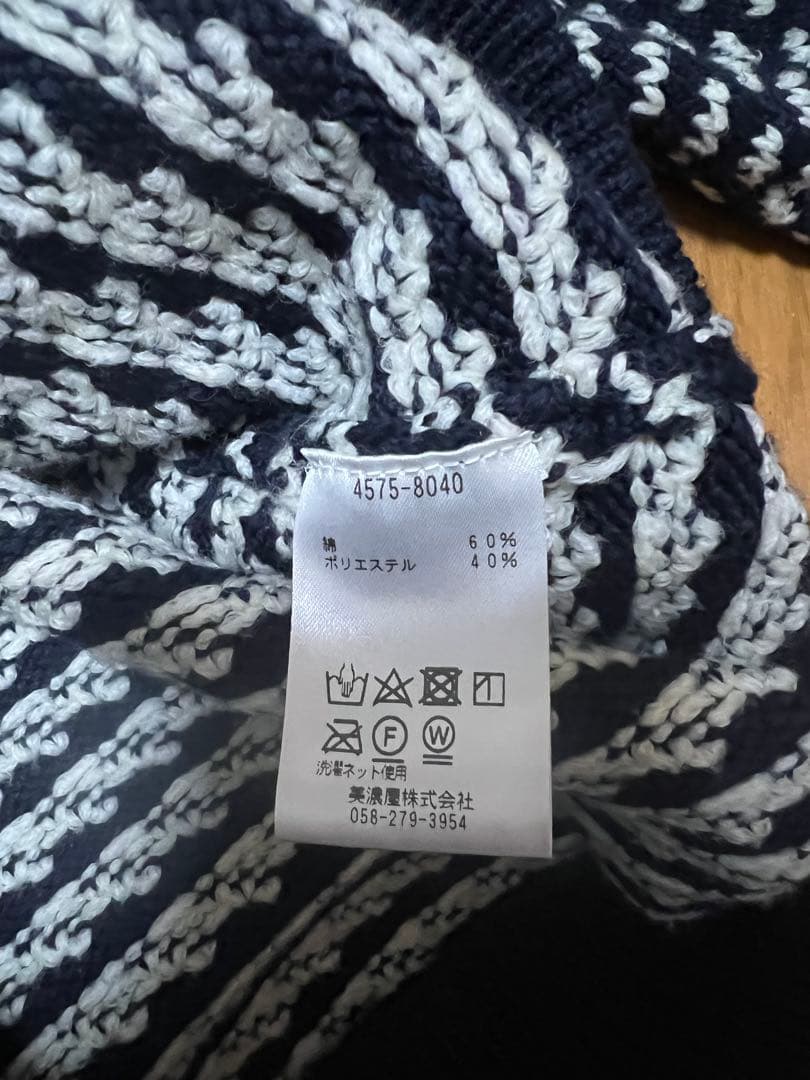 4575-8040
綿 60%
ポリエステル 40%
F W
洗濯ネット使用
美濃屋株式会社
058-279-3954